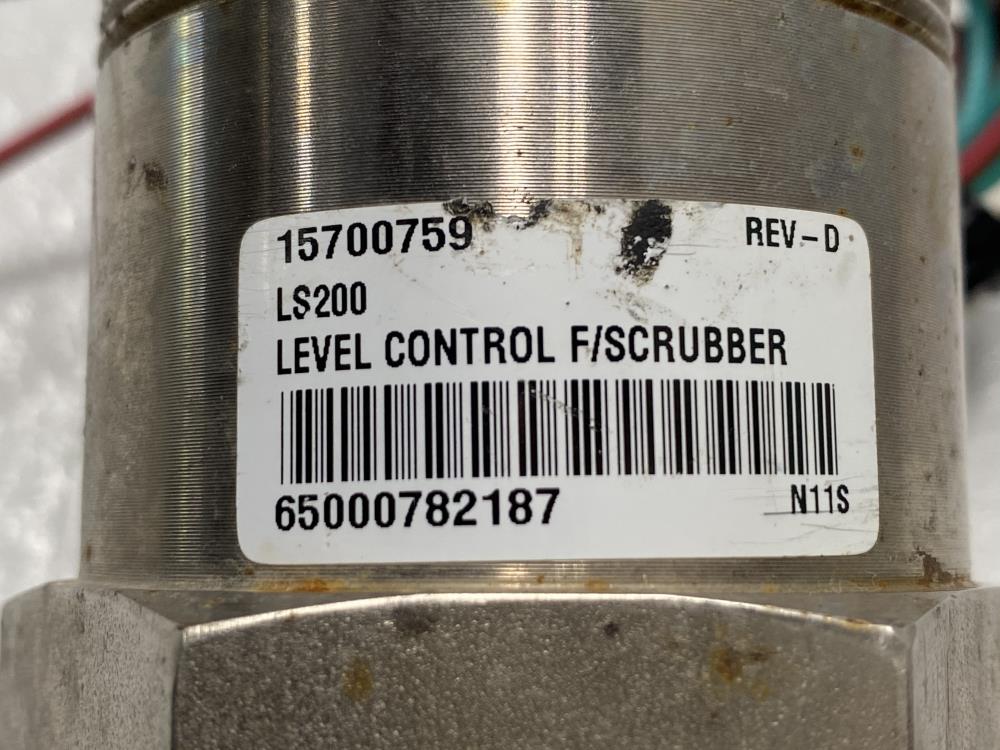 15700759 REV-D
LS200
LEVEL CONTROL F/SCRUBBER
65000782187 N11S